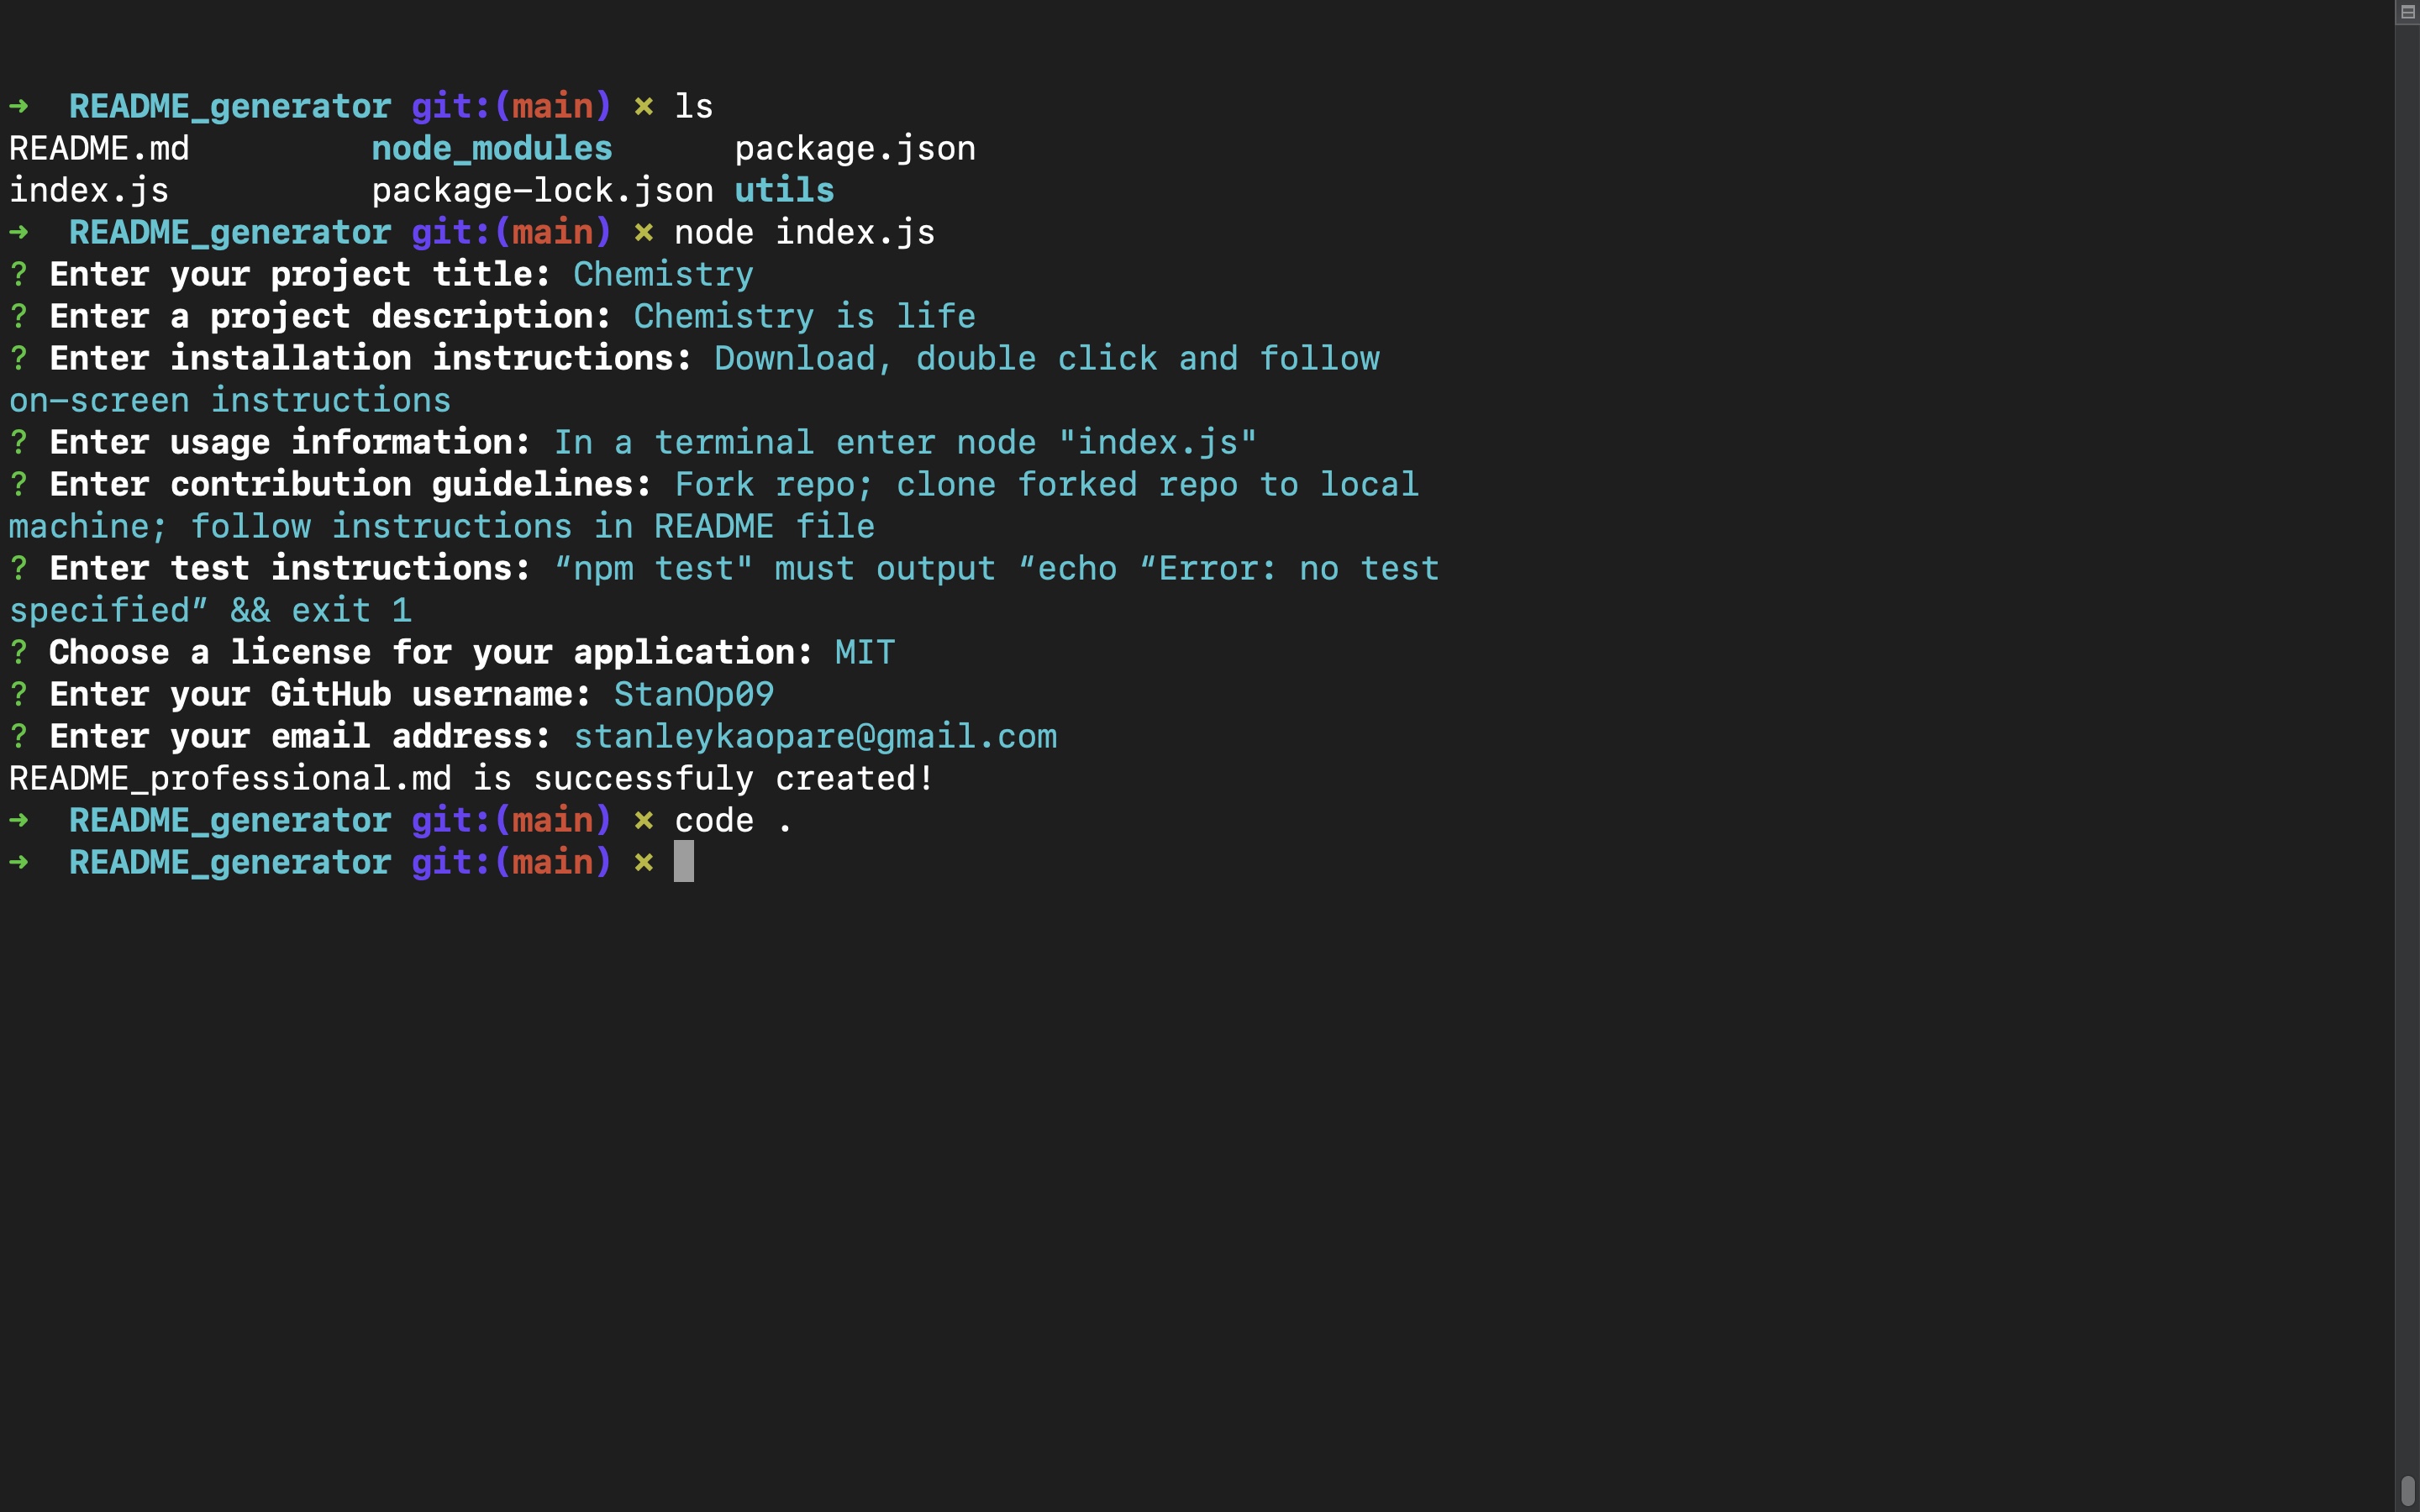 ➜  README_generator git:(main) ✗ ls
README.md         node_modules      package.json
index.js          package-lock.json utils
➜  README_generator git:(main) ✗ node index.js
? Enter your project title: Chemistry
? Enter a project description: Chemistry is life
? Enter installation instructions: Download, double click and follow
on-screen instructions
? Enter usage information: In a terminal enter node "index.js"
? Enter contribution guidelines: Fork repo; clone forked repo to local
machine; follow instructions in README file
? Enter test instructions: “npm test" must output “echo “Error: no test
specified” && exit 1
? Choose a license for your application: MIT
? Enter your GitHub username: StanOp09
? Enter your email address: stanleykaopare@gmail.com
README_professional.md is successfuly created!
➜  README_generator git:(main) ✗ code .
➜  README_generator git:(main) ✗